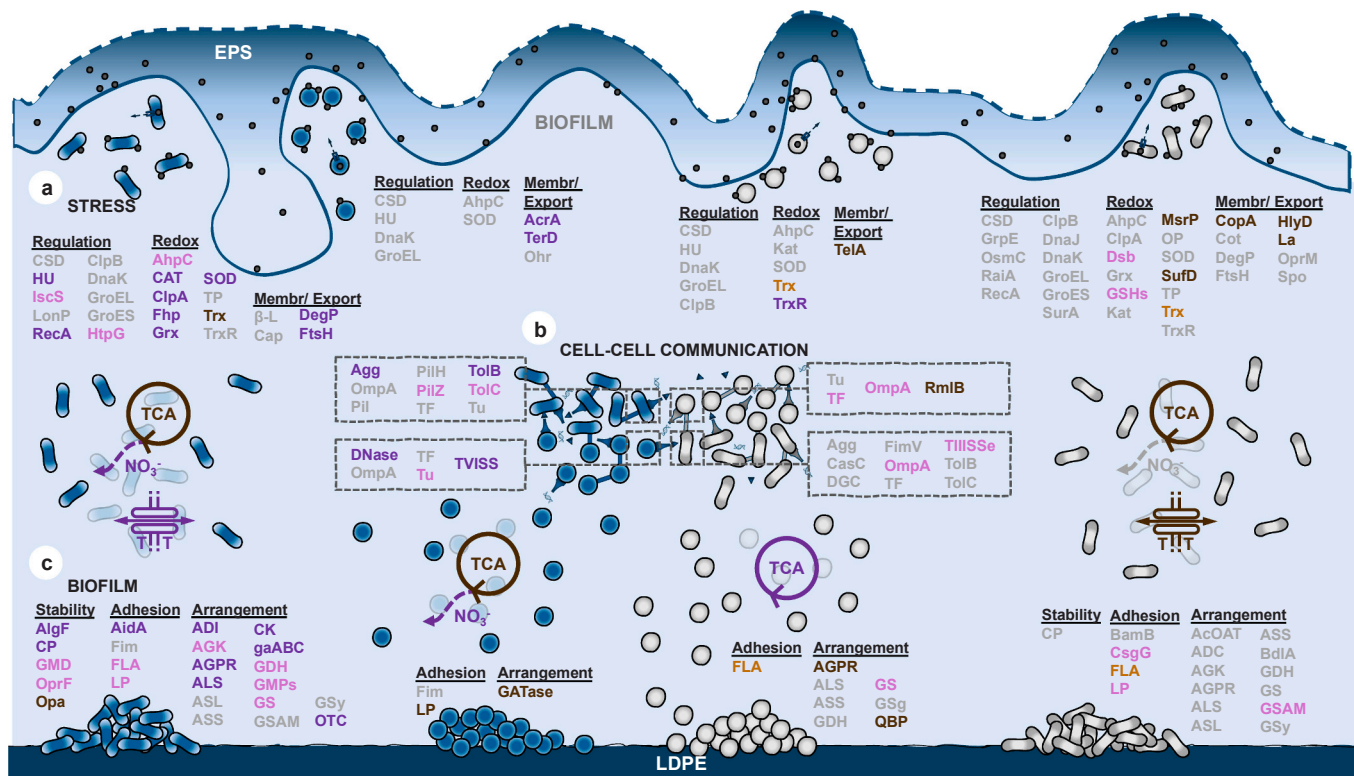 EPS
BIOFILM
a
STRESS
Regulation
CSD ClpB
HU DnaK
IscS GroEL
LonP GroES
RecA HtpG
Redox
AhpC
CAT SOD
ClpA TP
Fhp Trx
Grx TrxR
Membr/ Export
β-L DegP
Cap FtsH
Regulation
CSD
HU
DnaK
GroEL
Redox
AhpC
SOD
Membr/
Export
AcrA
TerD
Ohr
Regulation
CSD
HU
DnaK
GroEL
ClpB
Redox
AhpC
Kat
SOD
Trx
TrxR
Membr/
Export
TelA
Regulation
CSD ClpB
GrpE DnaJ
OsmC DnaK
RaiA GroEL
RecA GroES
SurA
Redox
AhpC MsrP
ClpA OP
Dsb SOD
Grx SufD
GSHs TP
Kat Trx
TrxR
Membr/ Export
CopA HlyD
Cot La
DegP OprM
FtsH Spo
b
CELL-CELL COMMUNICATION
Agg PilH TolB
OmpA PilZ TolC
Pil TF Tu
DNase TF TVISS
OmpA Tu
Tu OmpA RmlB
TF
Agg FimV TIIISSe
CasC OmpA TolB
DGC TF TolC
TCA
NO₃⁻
T T
TCA
NO₃⁻
TCA
TCA
NO₃⁻
T T
c
BIOFILM
Stability
AlgF
CP
GMD
OprF
Opa
Adhesion
AidA
Fim
FLA
LP
Arrangement
ADI CK
AGK gaABC
AGPR GDH
ALS GMPs
ASL GS GSy
ASS GSAM OTC
Adhesion
Fim
LP
Arrangement
GATase
Adhesion
FLA
Arrangement
AGPR
ALS GS
ASS GSg
GDH QBP
Stability
CP
Adhesion
BamB
CsgG
FLA
LP
Arrangement
AcOAT ASS
ADC BdlA
AGK GDH
AGPR GS
ALS GSAM
ASL GSy
LDPE